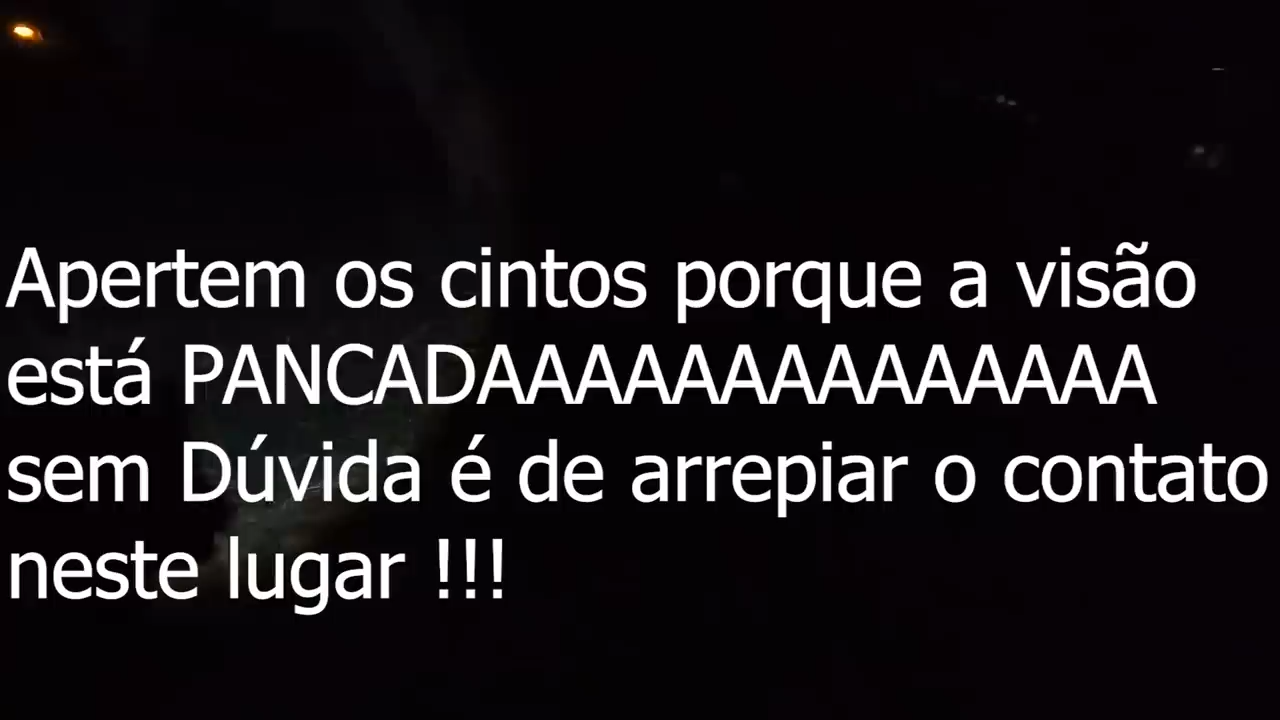 Apertem os cintos porque a visão
está PANCADAAAAAAAAAAAAAAA
sem Dúvida é de arrepiar o contato
neste lugar !!!